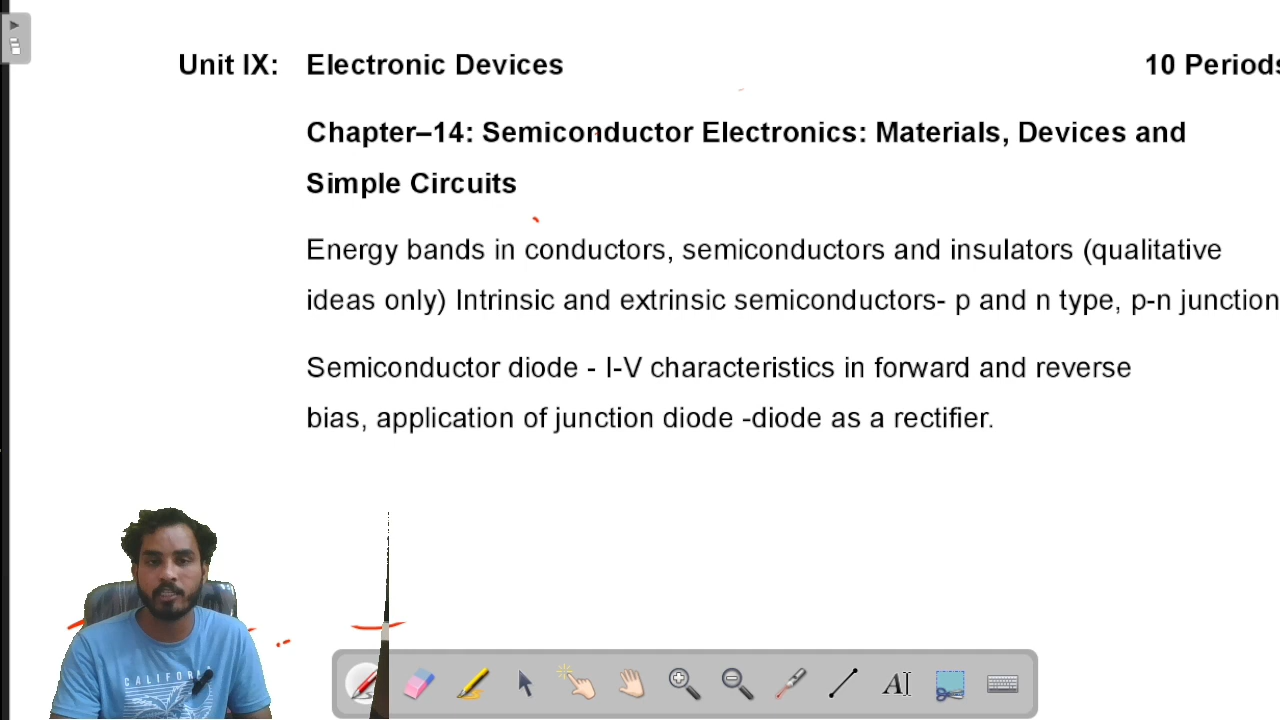 Unit IX: Electronic Devices 10 Periods
Chapter–14: Semiconductor Electronics: Materials, Devices and
Simple Circuits
Energy bands in conductors, semiconductors and insulators (qualitative
ideas only) Intrinsic and extrinsic semiconductors- p and n type, p-n junction
Semiconductor diode - I-V characteristics in forward and reverse
bias, application of junction diode -diode as a rectifier.
CALIFOR
A